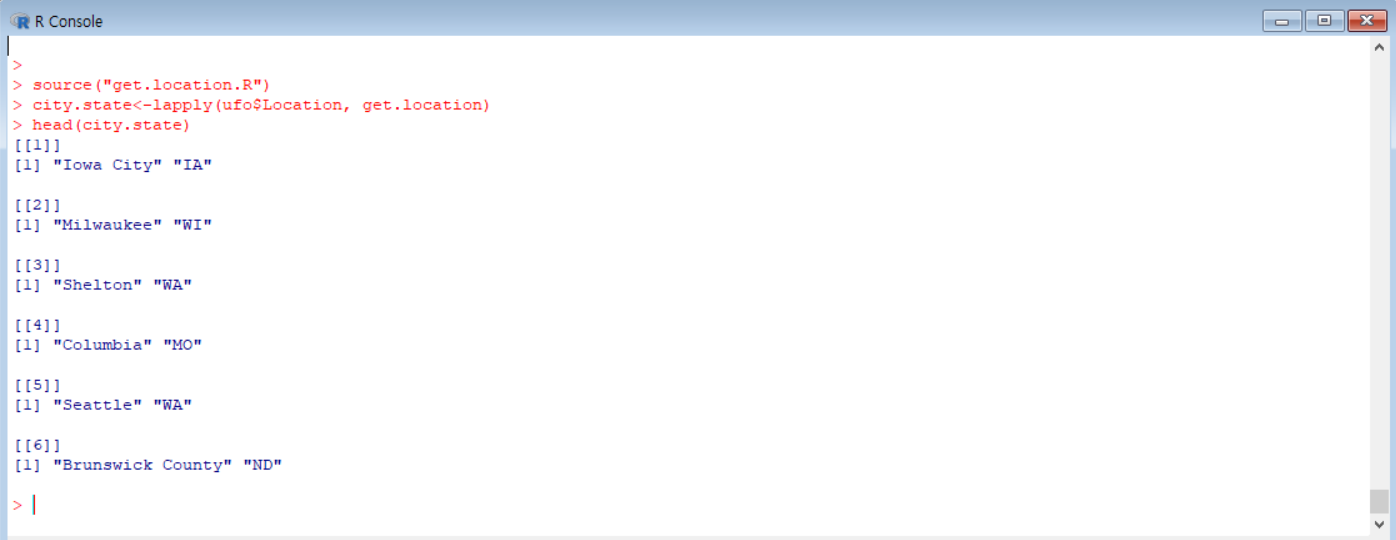 R Console
>
> source("get.location.R")
> city.state<-lapply(ufo$Location, get.location)
> head(city.state)
[[1]]
[1] "Iowa City" "IA"
[[2]]
[1] "Milwaukee" "WI"
[[3]]
[1] "Shelton" "WA"
[[4]]
[1] "Columbia" "MO"
[[5]]
[1] "Seattle" "WA"
[[6]]
[1] "Brunswick County" "ND"
>